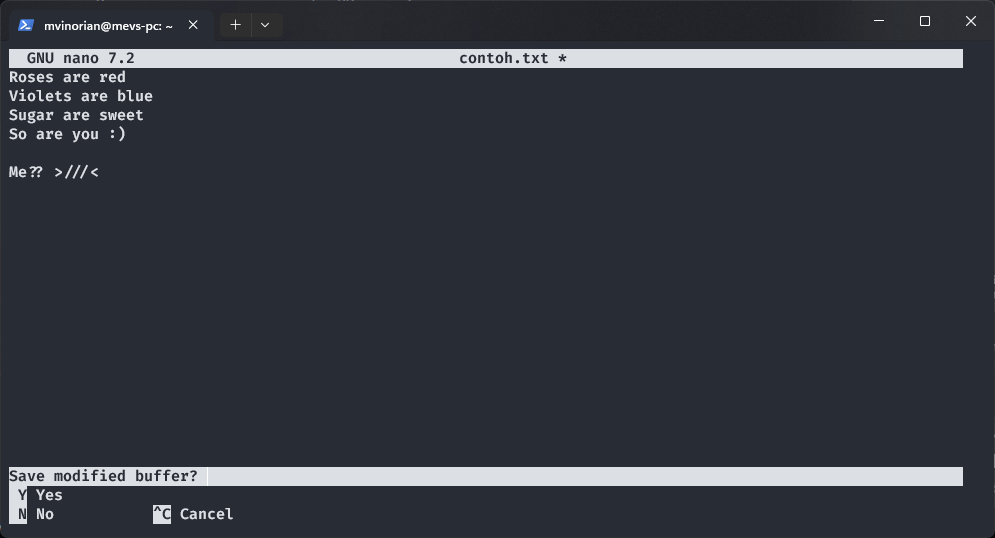 mvinorian@mevs-pc: ~
GNU nano 7.2 contoh.txt *
Roses are red
Violets are blue
Sugar are sweet
So are you :)
Me?? >///<
Save modified buffer?
Y Yes
N No ^C Cancel